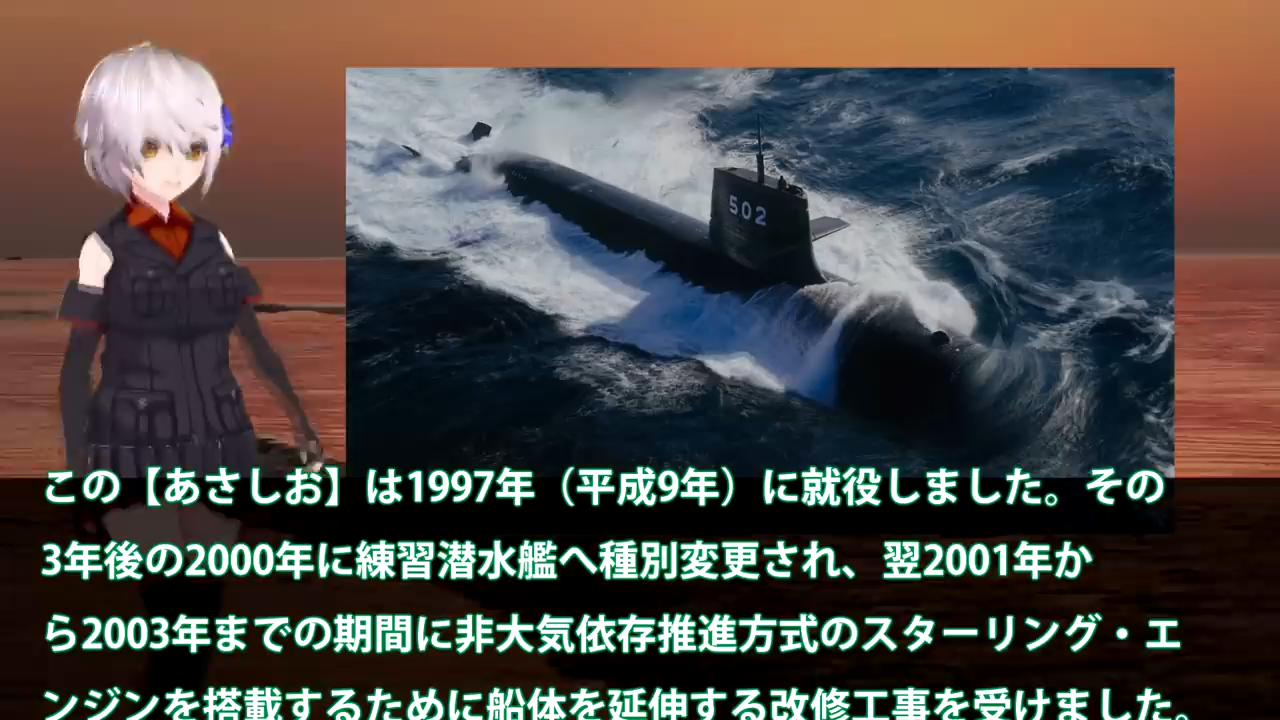 502
この【あさしお】は1997年（平成9年）に就役しました。その
3年後の2000年に練習潜水艦へ種別変更され、翌2001年か
ら2003年までの期間に非大気依存推進方式のスターリング・エ
ンジンを搭載するために船体を延伸する改修工事を受けました。